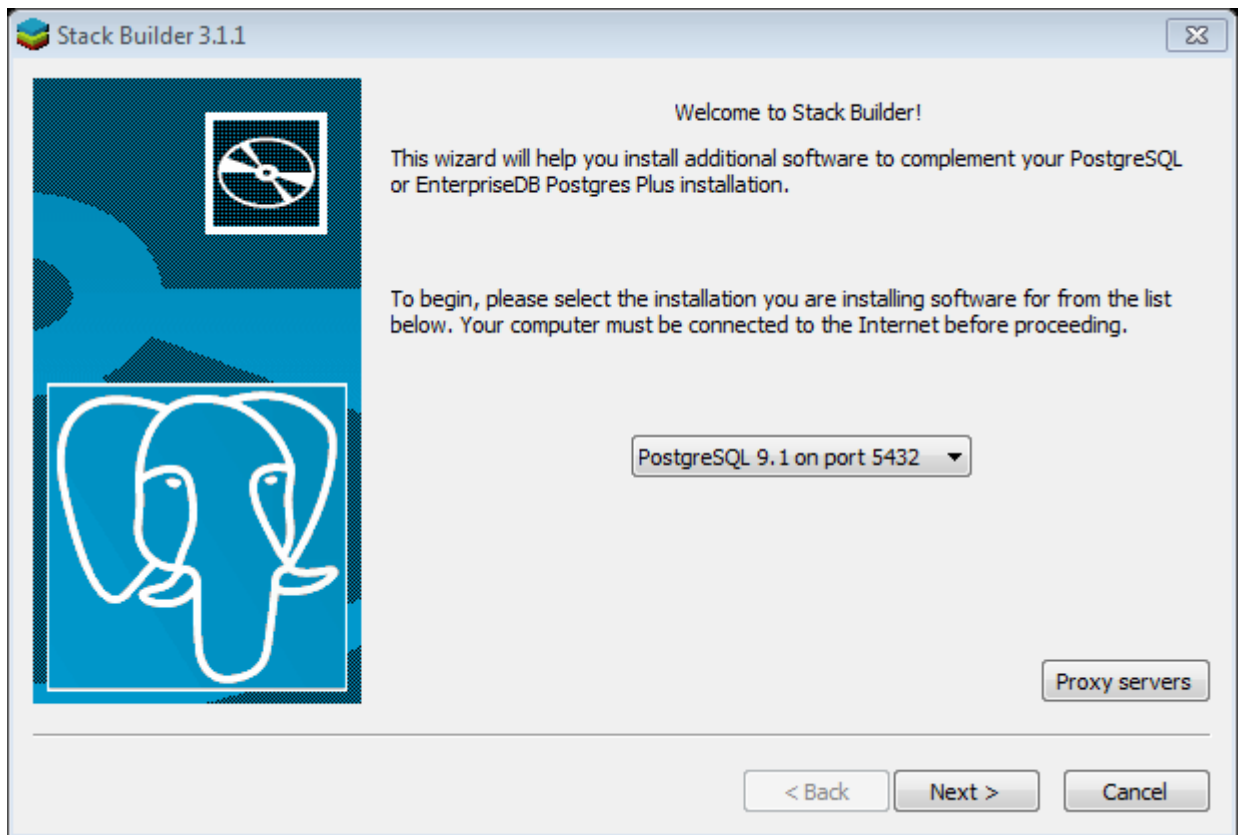 Stack Builder 3.1.1
Welcome to Stack Builder!
This wizard will help you install additional software to complement your PostgreSQL
or EnterpriseDB Postgres Plus installation.
To begin, please select the installation you are installing software for from the list
below. Your computer must be connected to the Internet before proceeding.
PostgreSQL 9.1 on port 5432
Proxy servers
< Back
Next >
Cancel